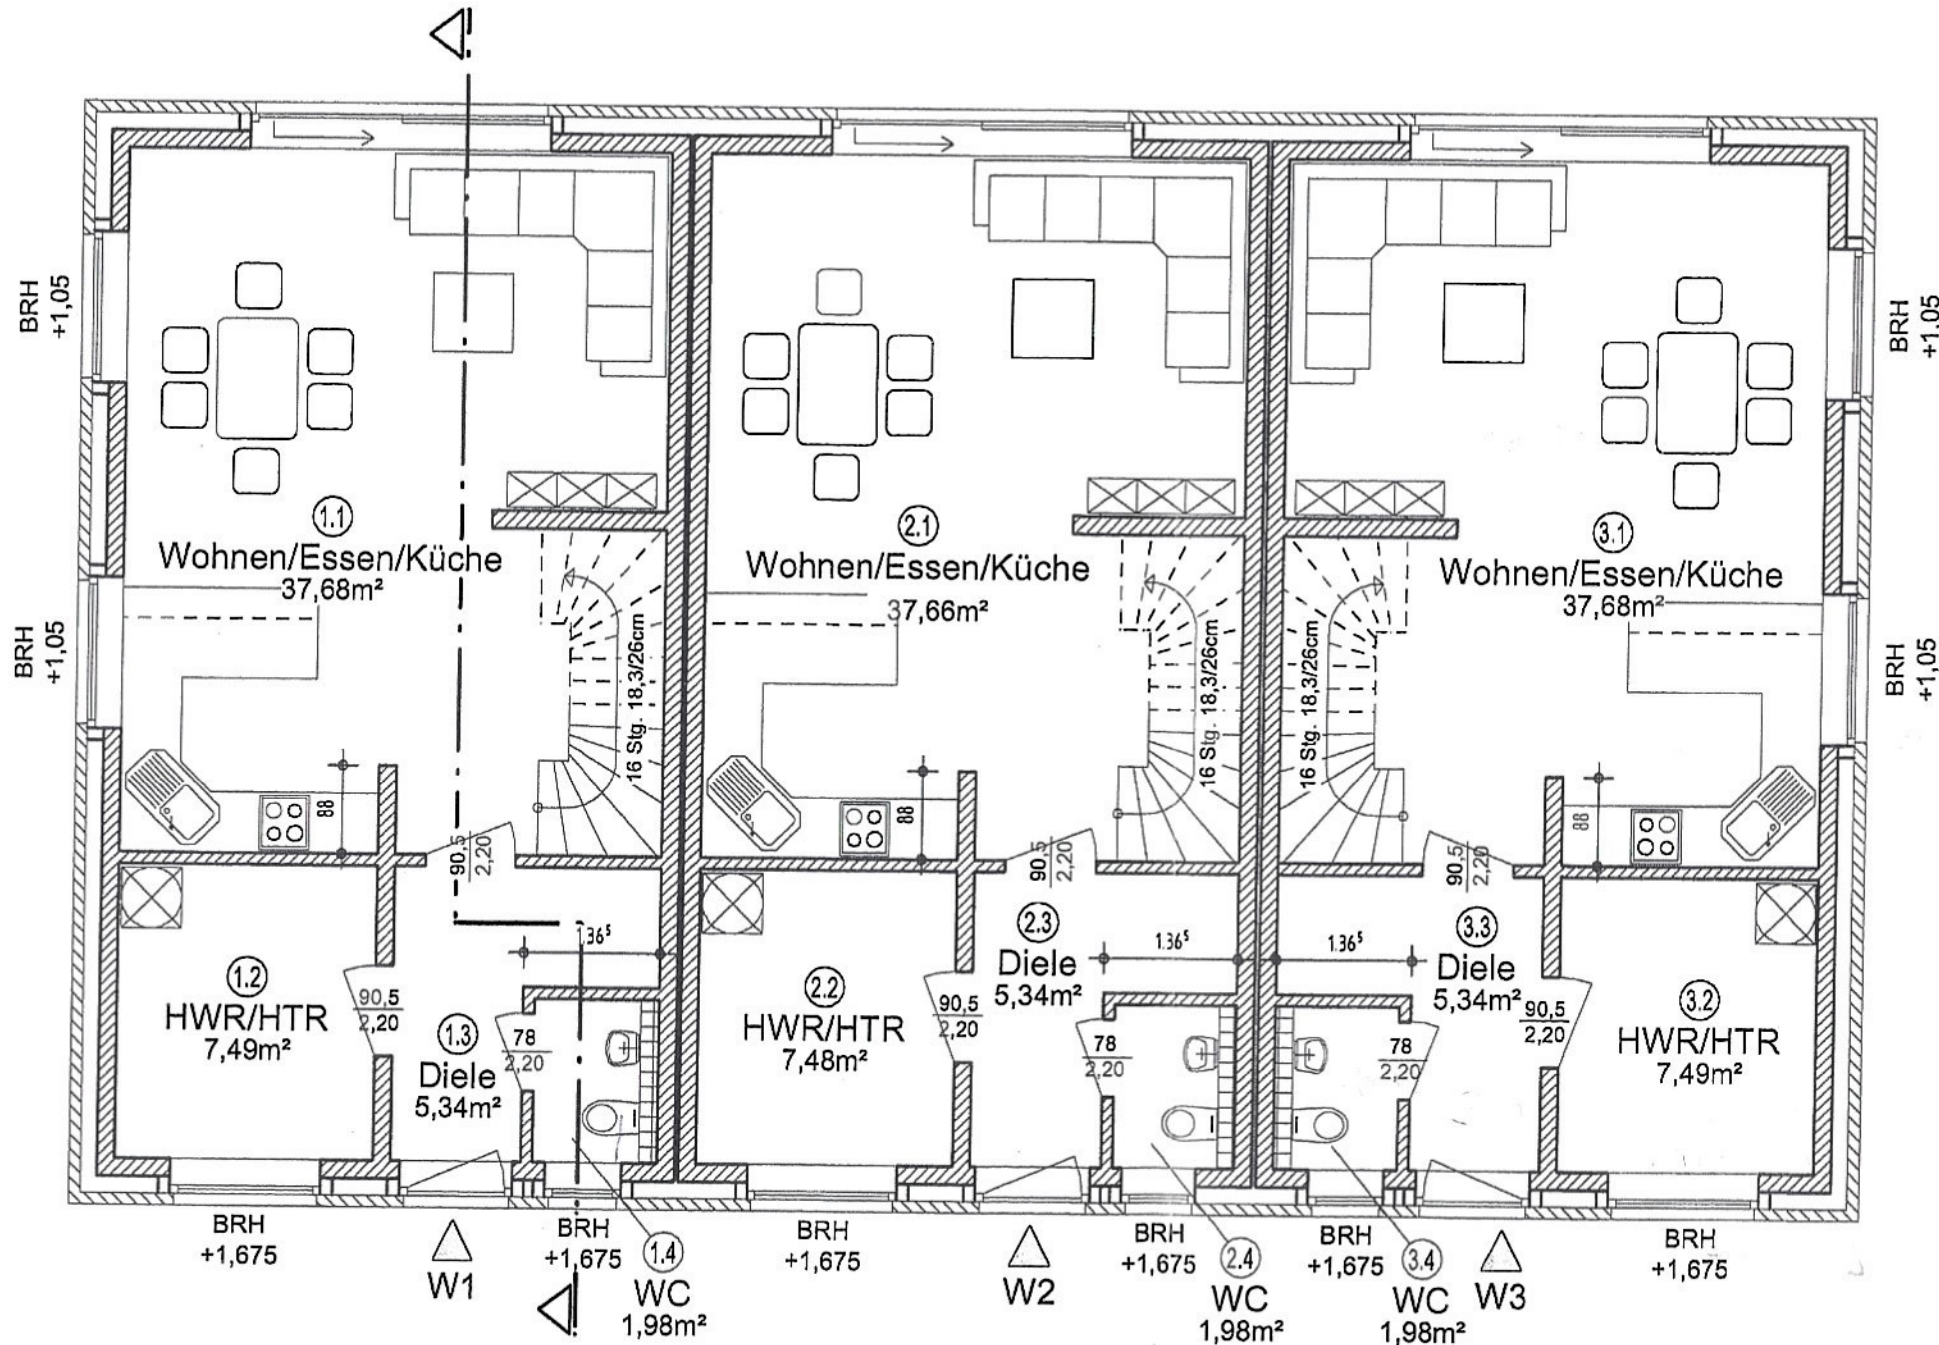 BRH
+1,05
BRH
+1,05
BRH
+1,05
BRH
+1,05
1.1
Wohnen/Essen/Küche
37,68m²
2.1
Wohnen/Essen/Küche
37,66m²
3.1
Wohnen/Essen/Küche
37,68m²
16 Stg. 18,3/26cm
16 Stg. 18,3/26cm
16 Stg. 18,3/26cm
88
88
88
90,5
2,20
90,5
2,20
90,5
2,20
1.36⁵
1.36⁵
1.36⁵
1.2
HWR/HTR
7,49m²
90,5
2,20
1.3
Diele
5,34m²
78
2,20
2.2
HWR/HTR
7,48m²
90,5
2,20
2.3
Diele
5,34m²
78
2,20
3.3
Diele
5,34m²
78
2,20
90,5
2,20
3.2
HWR/HTR
7,49m²
BRH
+1,675
W1
BRH
+1,675
1.4
WC
1,98m²
BRH
+1,675
W2
BRH
+1,675
2.4
WC
1,98m²
BRH
+1,675
3.4
WC
1,98m²
W3
BRH
+1,675